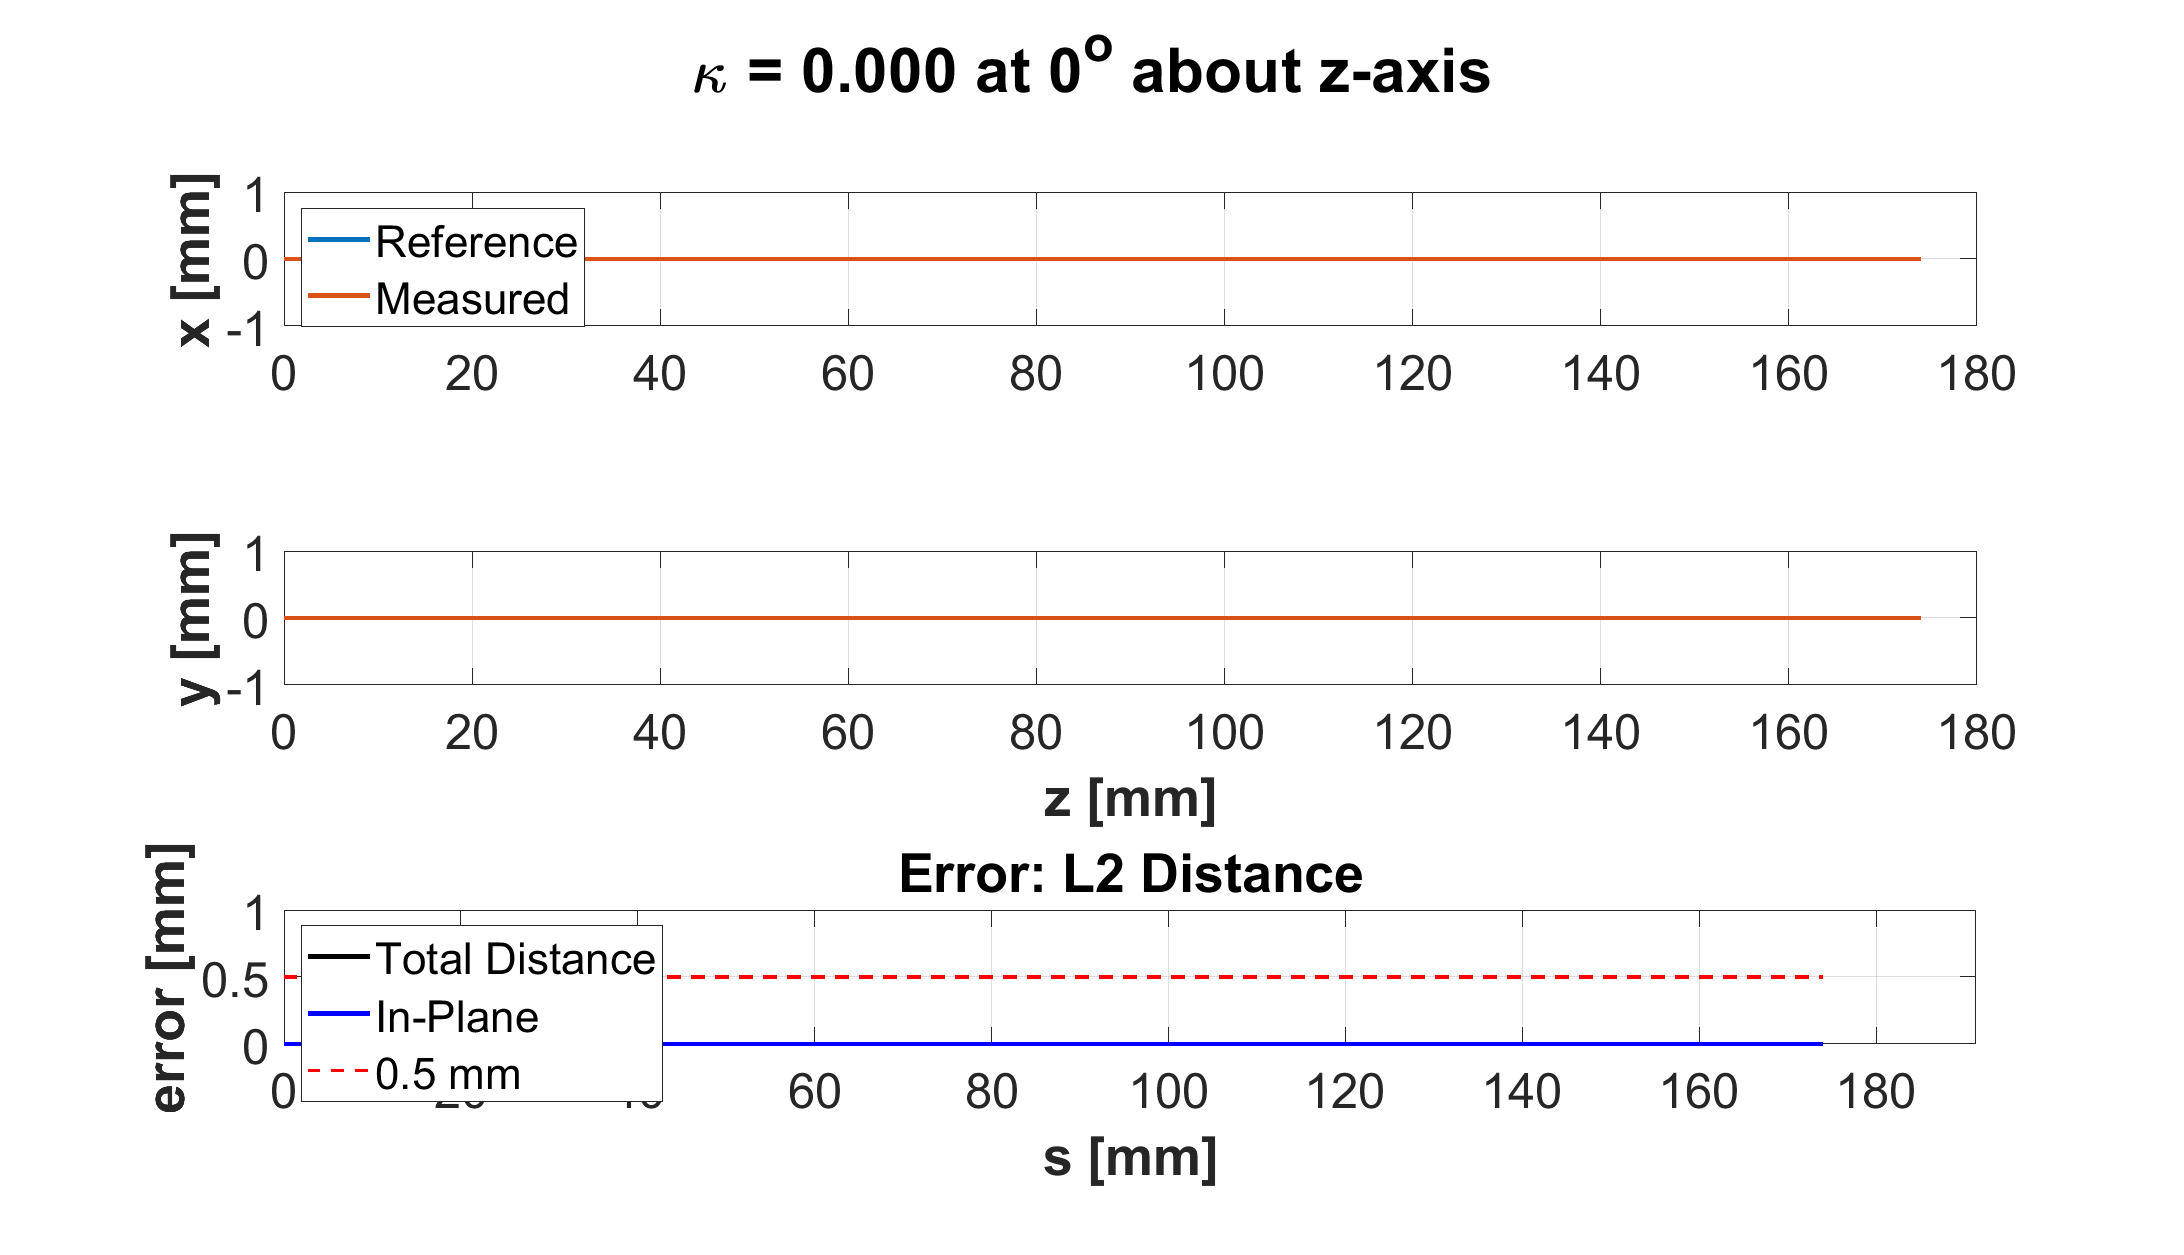 κ = 0.000 at 0° about z-axis
x [mm]
1
0
-1
Reference
Measured
0 20 40 60 80 100 120 140 160 180
y [mm]
1
0
-1
0 20 40 60 80 100 120 140 160 180
z [mm]
Error: L2 Distance
error [mm]
1
0.5
0
Total Distance
In-Plane
0.5 mm
0 60 80 100 120 140 160 180
s [mm]